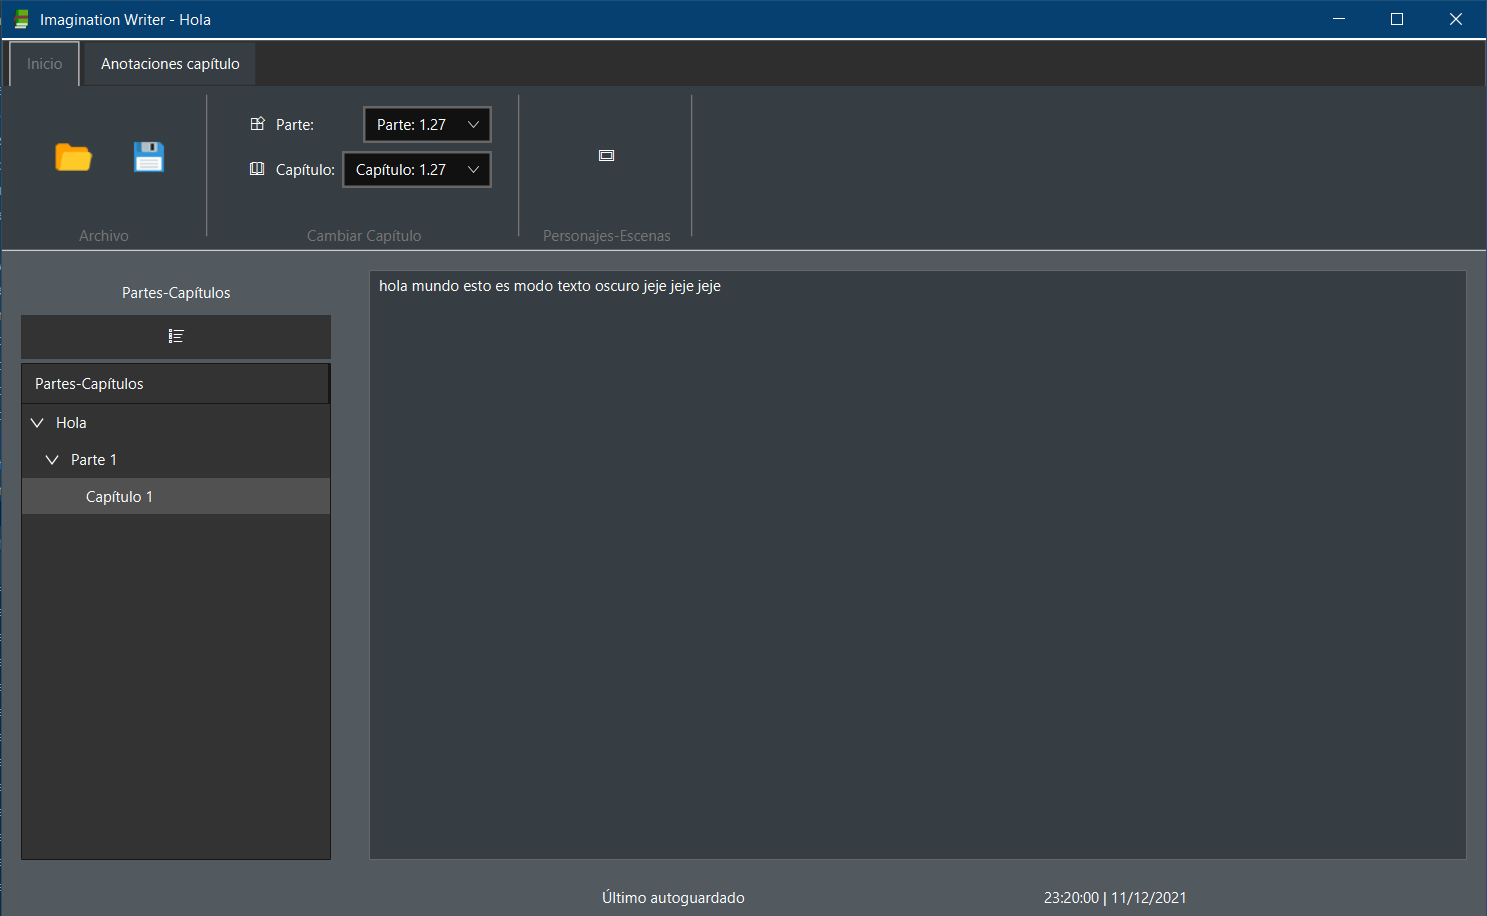 Imagination Writer - Hola
Inicio
Anotaciones capítulo
Parte:
Parte: 1.27
Capítulo:
Capítulo: 1.27
Archivo
Cambiar Capítulo
Personajes-Escenas
Partes-Capítulos
Partes-Capítulos
Hola
Parte 1
Capítulo 1
hola mundo esto es modo texto oscuro jeje jeje jeje
Último autoguardado
23:20:00 | 11/12/2021